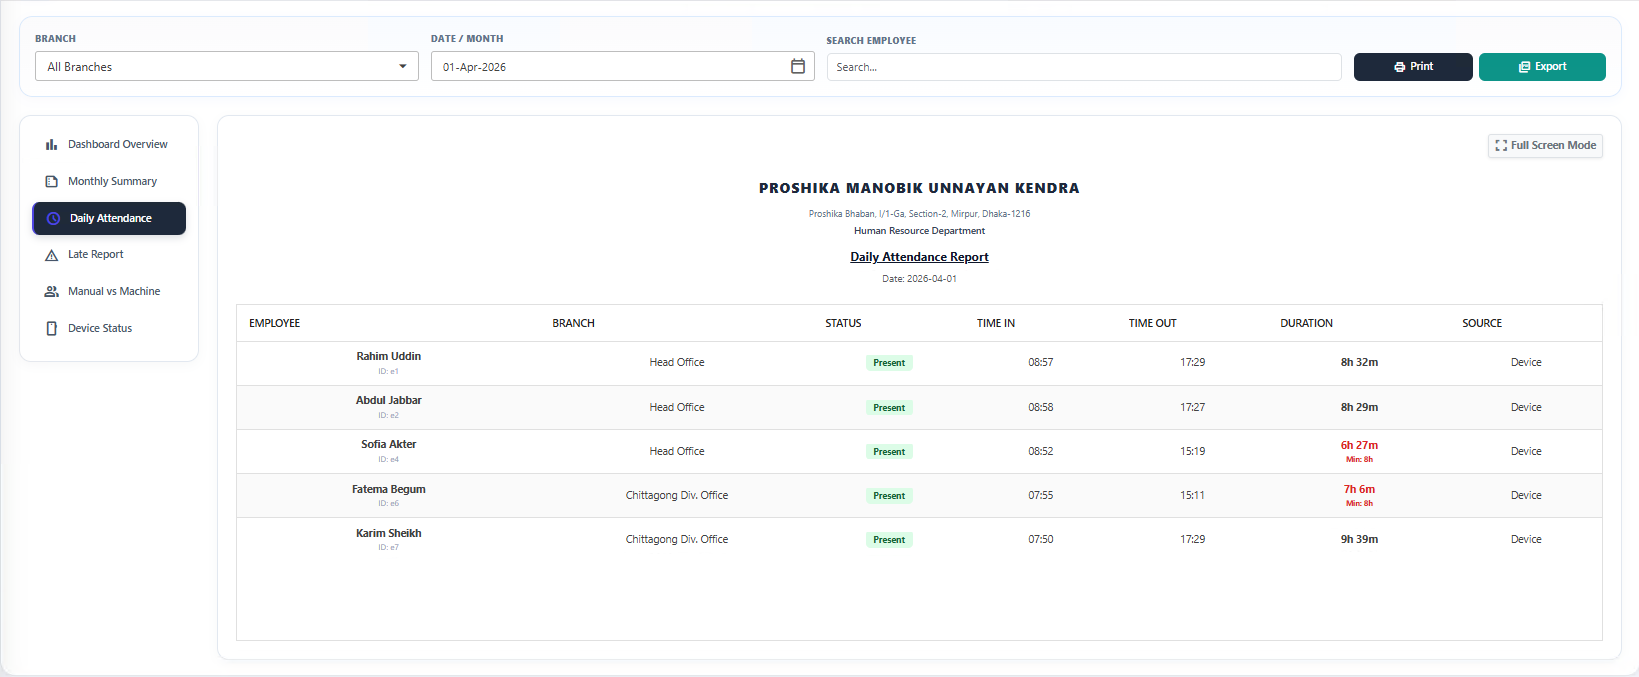 BRANCH
All Branches
DATE / MONTH
01-Apr-2026
SEARCH EMPLOYEE
Search...
Print
Export
Dashboard Overview
Monthly Summary
Daily Attendance
Late Report
Manual vs Machine
Device Status
Full Screen Mode
PROSHIKA MANOBIK UNNAYAN KENDRA
Proshika Bhaban, I/1-Ga, Section-2, Mirpur, Dhaka-1216
Human Resource Department
Daily Attendance Report
Date: 2026-04-01
EMPLOYEE BRANCH STATUS TIME IN TIME OUT DURATION SOURCE
Rahim Uddin Head Office Present 08:57 17:29 8h 32m Device
ID: e1
Abdul Jabbar Head Office Present 08:58 17:27 8h 29m Device
ID: e2
Sofia Akter Head Office Present 08:52 15:19 6h 27m Device
ID: e4 Min: 8h
Fatema Begum Chittagong Div. Office Present 07:55 15:11 7h 6m Device
ID: e6 Min: 8h
Karim Sheikh Chittagong Div. Office Present 07:50 17:29 9h 39m Device
ID: e7